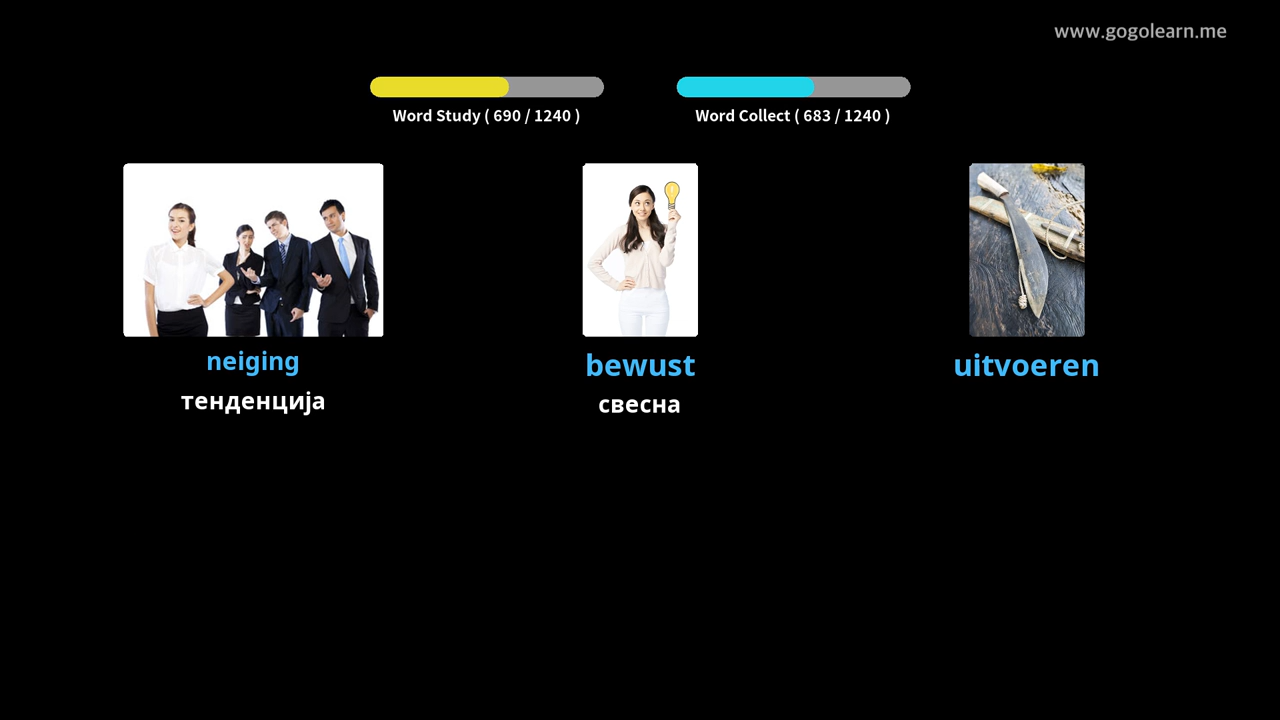 www.gogolearn.me
Word Study ( 690 / 1240 )
Word Collect ( 683 / 1240 )
neiging
тенденција
bewust
свесна
uitvoeren